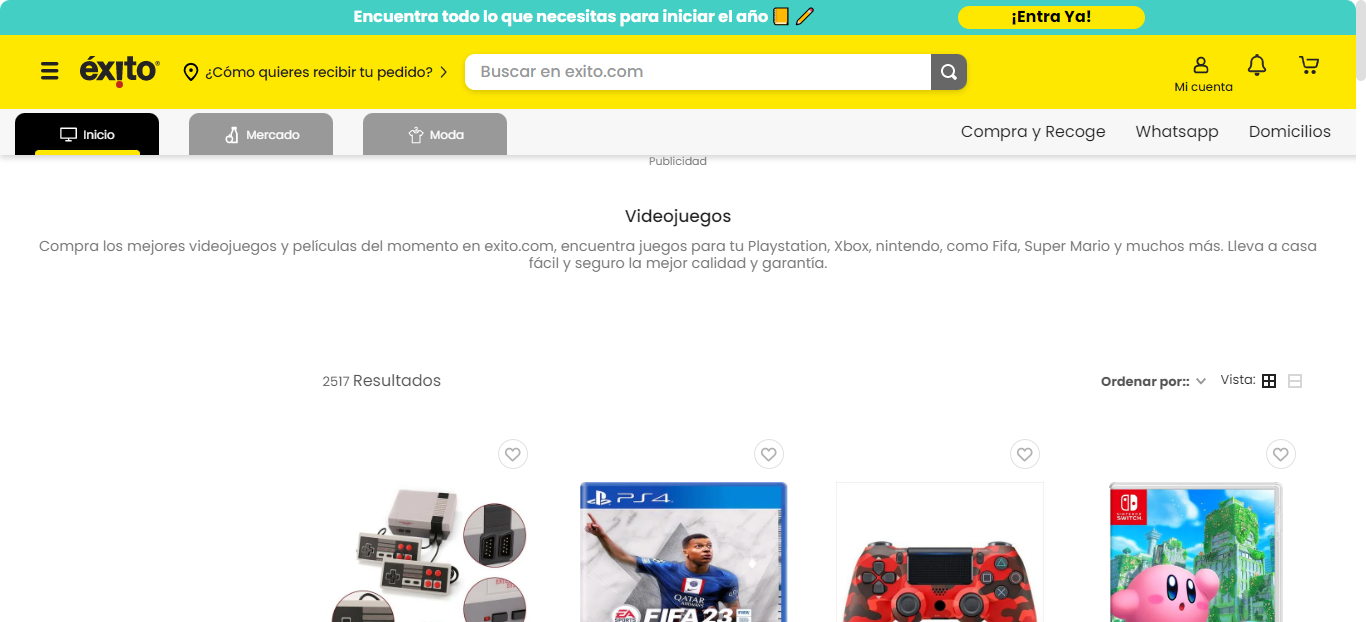 Encuentra todo lo que necesitas para iniciar el año
¡Entra Ya!
éxito
¿Cómo quieres recibir tu pedido?
Buscar en exito.com
Mi cuenta
Inicio
Mercado
Moda
Compra y Recoge
Whatsapp
Domicilios
Publicidad
Videojuegos
Compra los mejores videojuegos y películas del momento en exito.com, encuentra juegos para tu Playstation, Xbox, nintendo, como Fifa, Super Mario y muchos más. Lleva a casa
fácil y seguro la mejor calidad y garantía.
2517 Resultados
Ordenar por::
Vista:
PS4
QATAR
AIRWAYS
EA
SPORTS
FIFA 23
NINTENDO
SWITCH